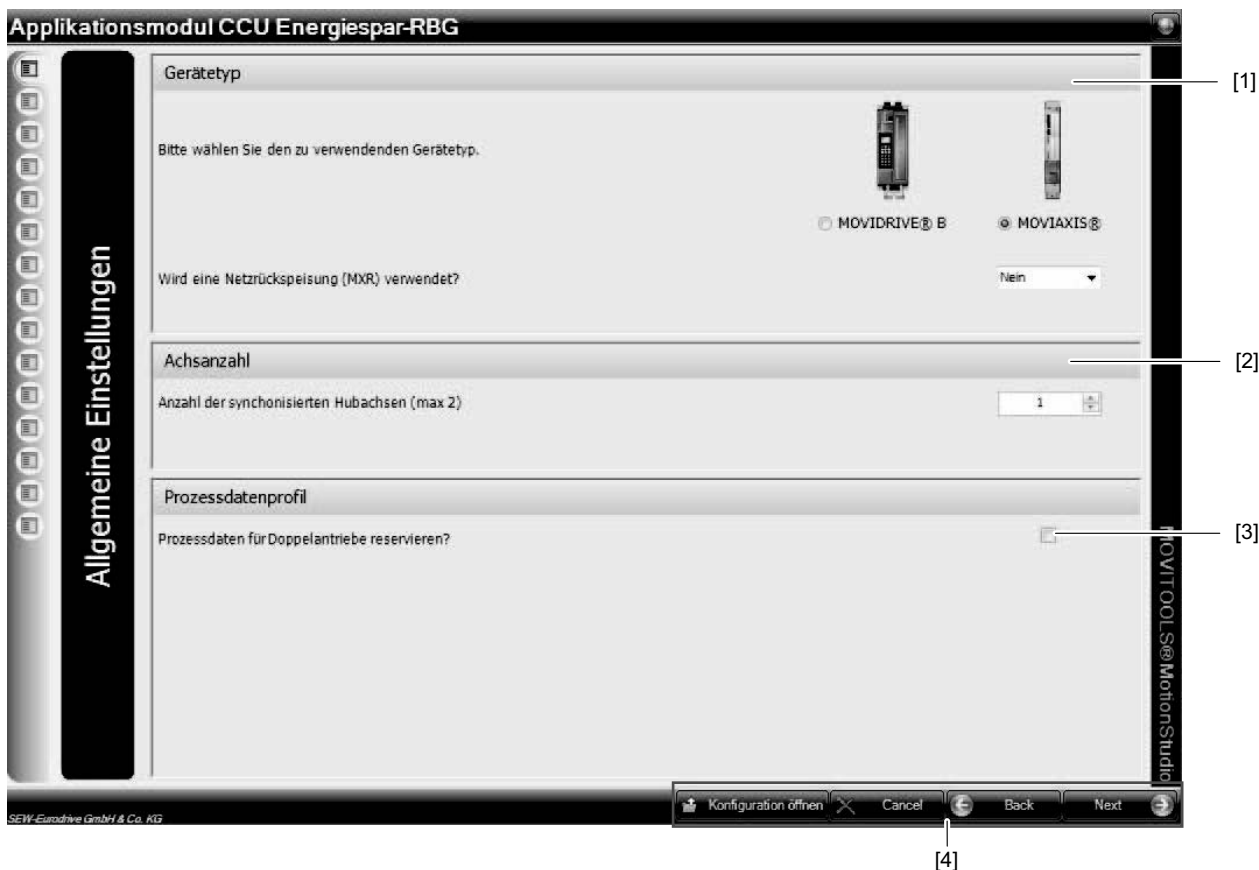 Applikationsmodul CCU Energiespar-RBG
Allgemeine Einstellungen
Gerätetyp
[1]
Bitte wählen Sie den zu verwendenden Gerätetyp.
MOVIDRIVE® B
MOVIAXIS®
Wird eine Netzrückspeisung (MXR) verwendet?
Nein
Achsanzahl
[2]
Anzahl der synchonisierten Hubachsen (max 2)
1
Prozessdatenprofil
Prozessdaten für Doppelantriebe reservieren?
[3]
MOVITOOLS®MotionStudio
Konfiguration öffnen
Cancel
Back
Next
SEW-Eurodrive GmbH & Co. KG
[4]